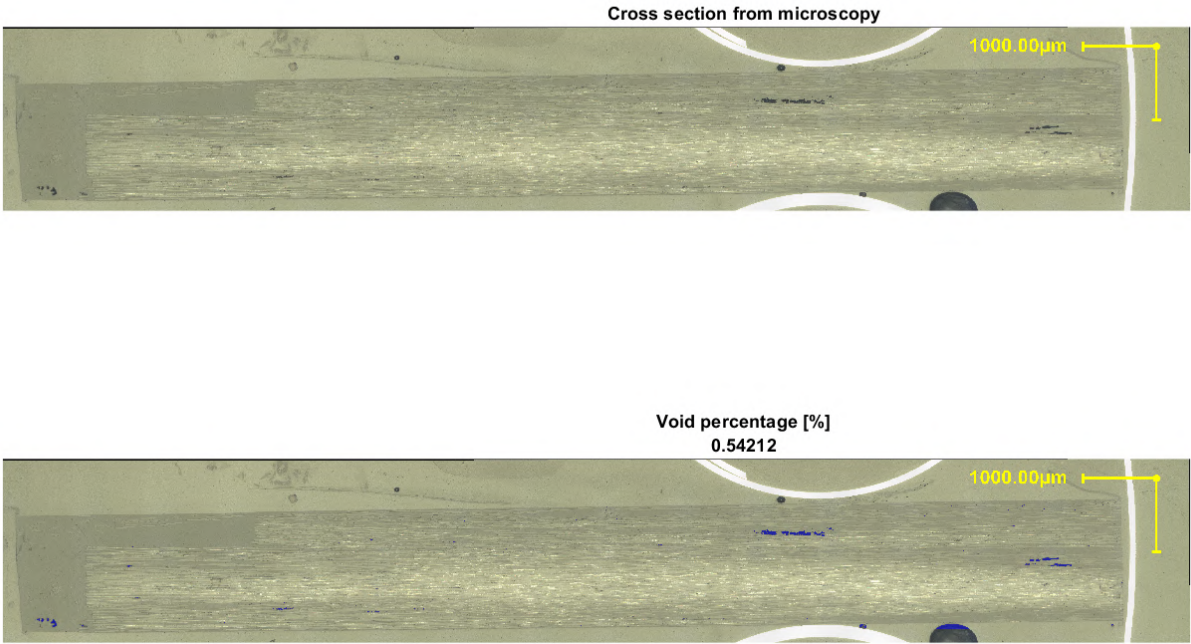 Cross section from microscopy
1000.00µm
Void percentage [%]
0.54212
1000.00µm